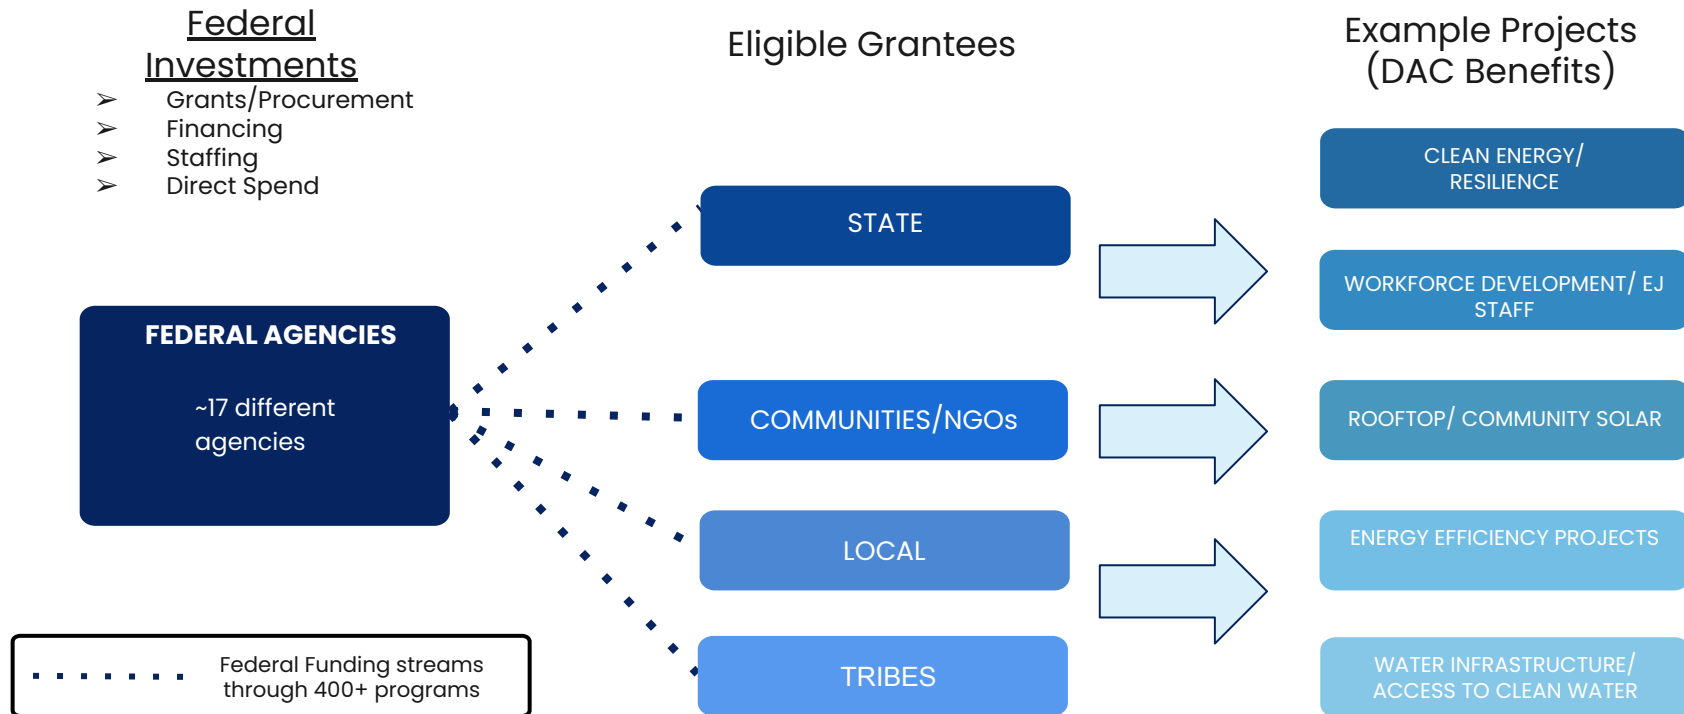 Federal
Investments
➢ Grants/Procurement
➢ Financing
➢ Staffing
➢ Direct Spend
FEDERAL AGENCIES
~17 different
agencies
Federal Funding streams
through 400+ programs
Eligible Grantees
STATE
COMMUNITIES/NGOs
LOCAL
TRIBES
Example Projects
(DAC Benefits)
CLEAN ENERGY/
RESILIENCE
WORKFORCE DEVELOPMENT/ EJ
STAFF
ROOFTOP/ COMMUNITY SOLAR
ENERGY EFFICIENCY PROJECTS
WATER INFRASTRUCTURE/
ACCESS TO CLEAN WATER